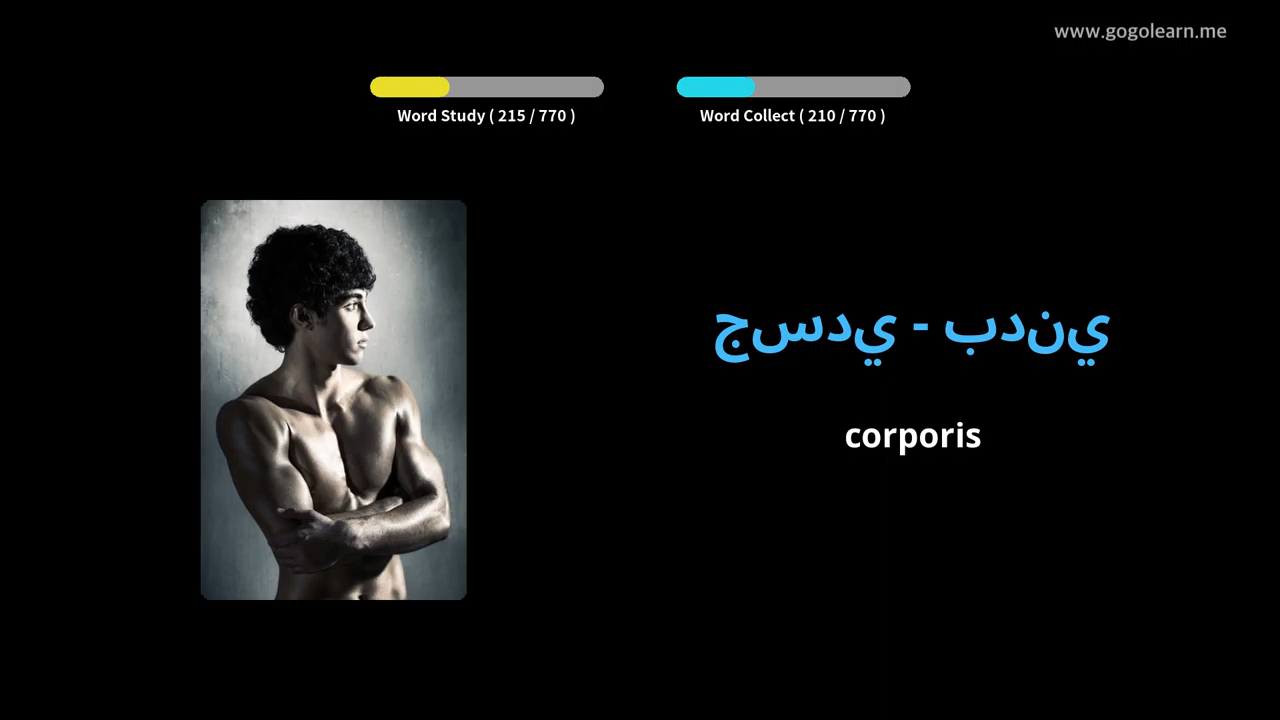 www.gogolearn.me
Word Study ( 215 / 770 )
Word Collect ( 210 / 770 )
جسدي - بدني
corporis